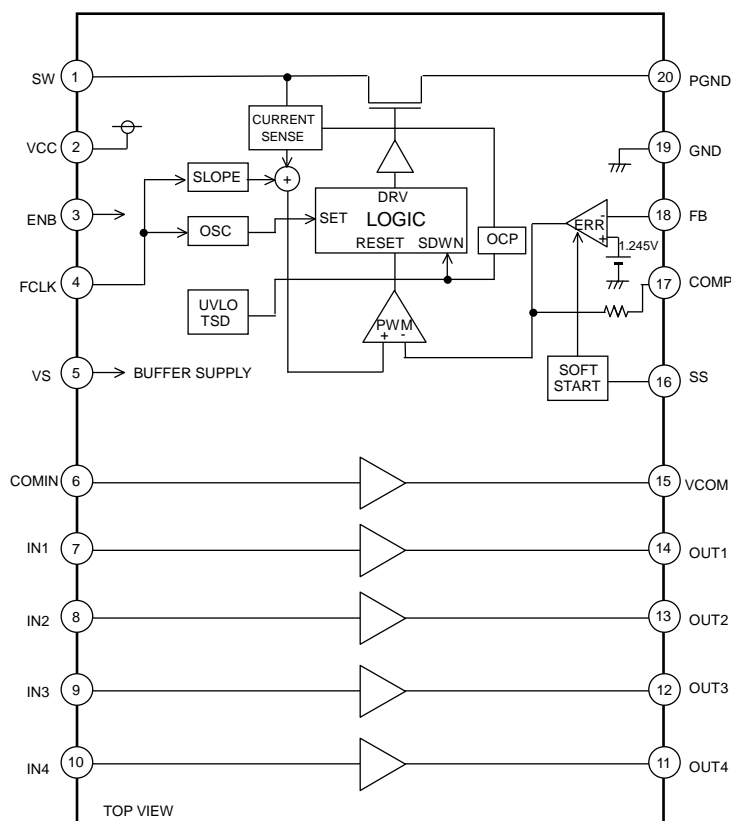 SW 1
20 PGND
CURRENT
SENSE
VCC 2
19 GND
SLOPE
+
DRV
ENB 3
SET LOGIC
18 FB
OSC
ERR
-
+
RESET SDWN
OCP
1.245V
FCLK 4
17 COMP
UVLO
TSD
PWM
+ -
VS 5 BUFFER SUPPLY
SOFT
START
16 SS
COMIN 6
15 VCOM
IN1 7
14 OUT1
IN2 8
13 OUT2
IN3 9
12 OUT3
IN4 10
11 OUT4
TOP VIEW